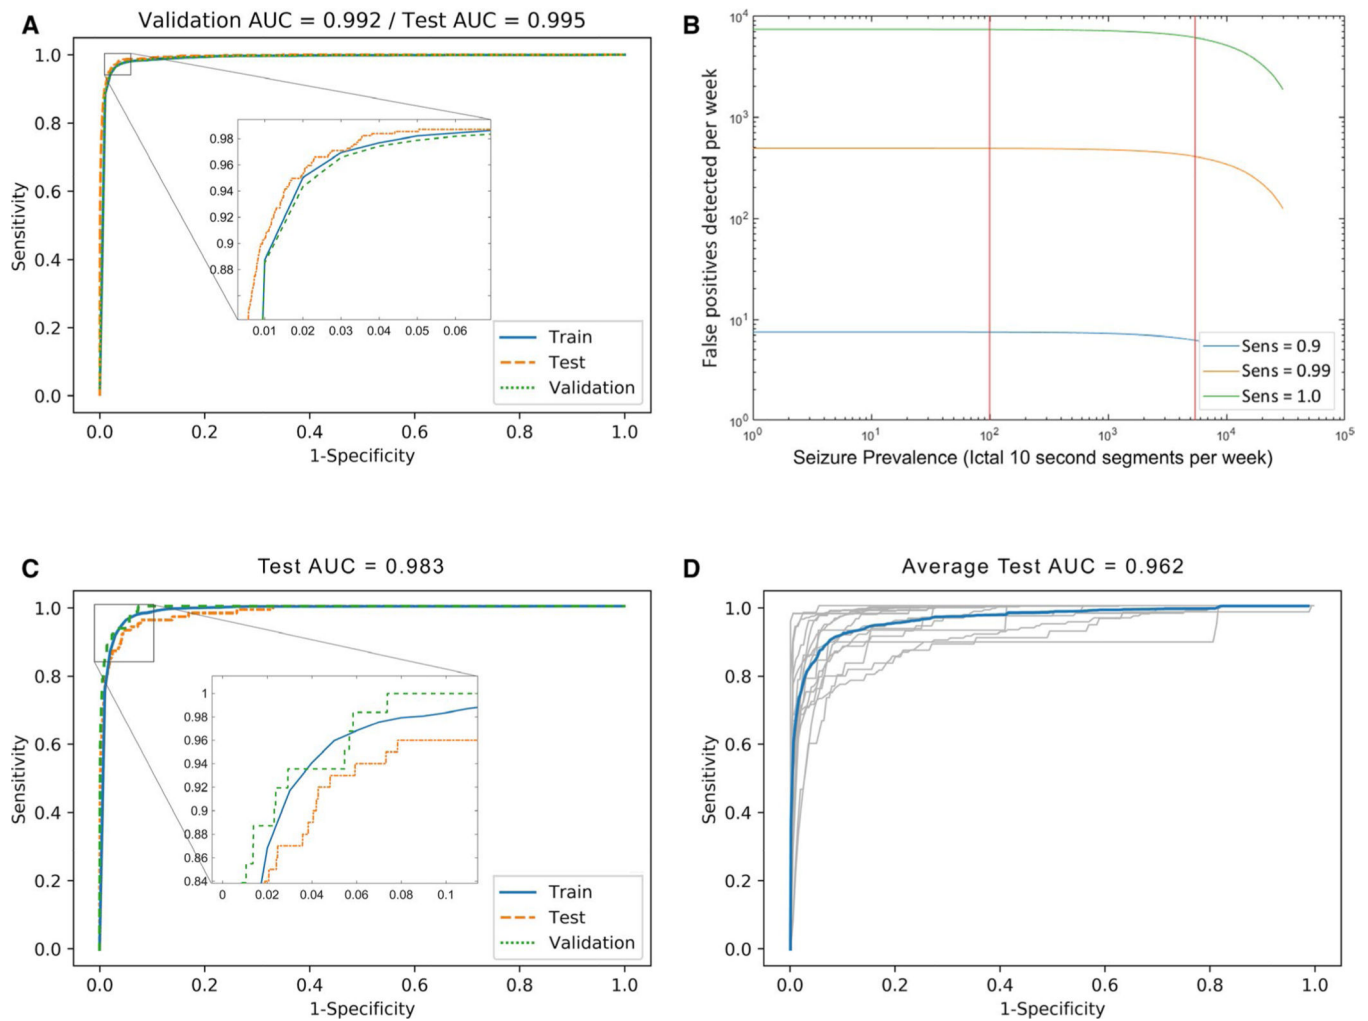 A
Validation AUC = 0.992 / Test AUC = 0.995
1.0
0.8
0.6
0.4
0.2
0.0
Sensitivity
0.98
0.96
0.94
0.92
0.9
0.88
0.01 0.02 0.03 0.04 0.05 0.06
Train
Test
Validation
0.0 0.2 0.4 0.6 0.8 1.0
1-Specificity
B
10^4
10^3
10^2
10^1
10^0
False positives detected per week
Sens = 0.9
Sens = 0.99
Sens = 1.0
10^0 10^1 10^2 10^3 10^4 10^5
Seizure Prevalence (Ictal 10 second segments per week)
C
Test AUC = 0.983
1.0
0.8
0.6
0.4
0.2
0.0
Sensitivity
1
0.98
0.96
0.94
0.92
0.9
0.88
0.86
0.84
0 0.02 0.04 0.06 0.08 0.1
Train
Test
Validation
0.0 0.2 0.4 0.6 0.8 1.0
1-Specificity
D
Average Test AUC = 0.962
1.0
0.8
0.6
0.4
0.2
0.0
Sensitivity
0.0 0.2 0.4 0.6 0.8 1.0
1-Specificity